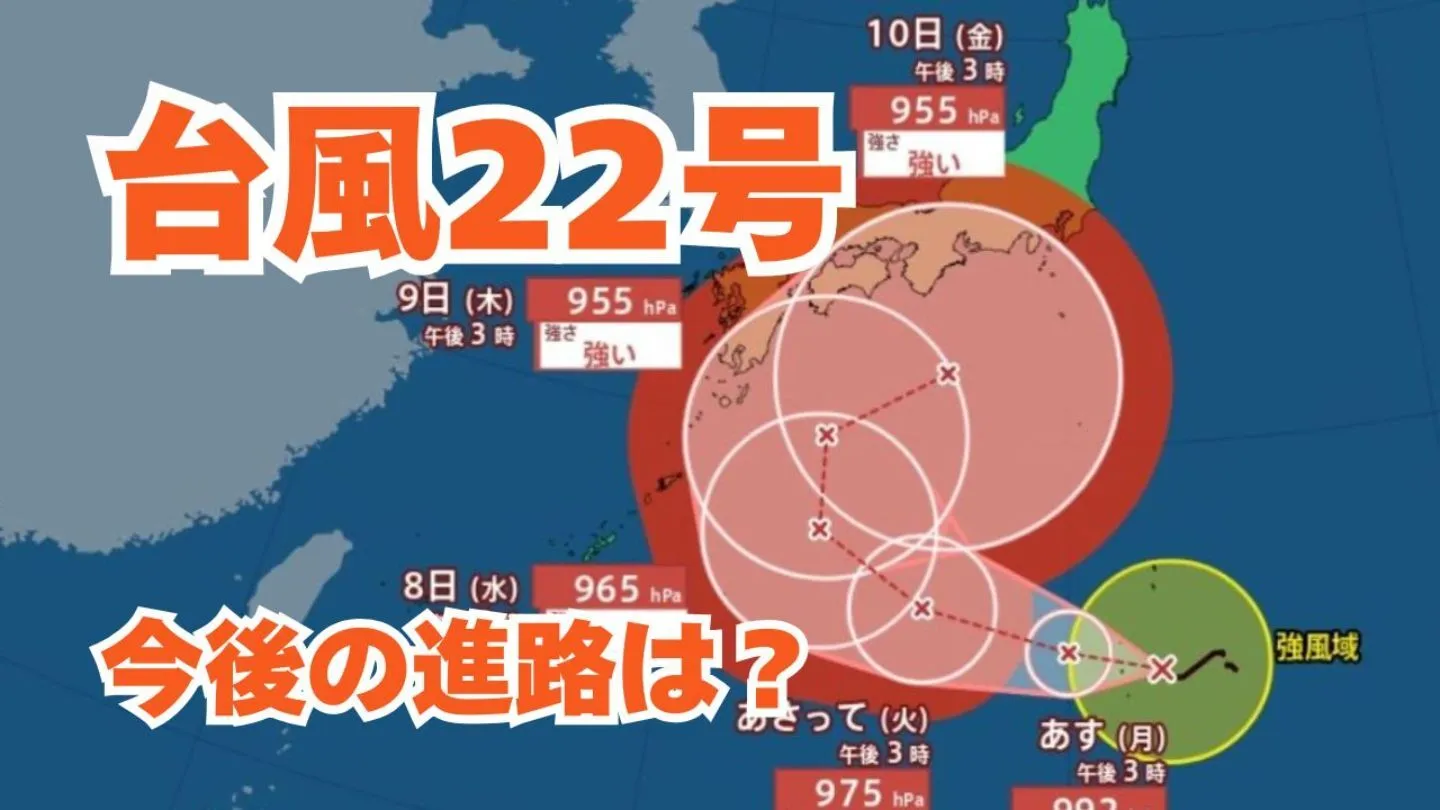 台風22号
今後の進路は?
10日 (金)
午後3時
955 hPa
強さ
強い
9日 (木)
午後3時
955 hPa
強さ
強い
8日 (水)
965 hPa
あさって (火)
午後3時
975 hPa
あす (月)
午後3時
992
強風域